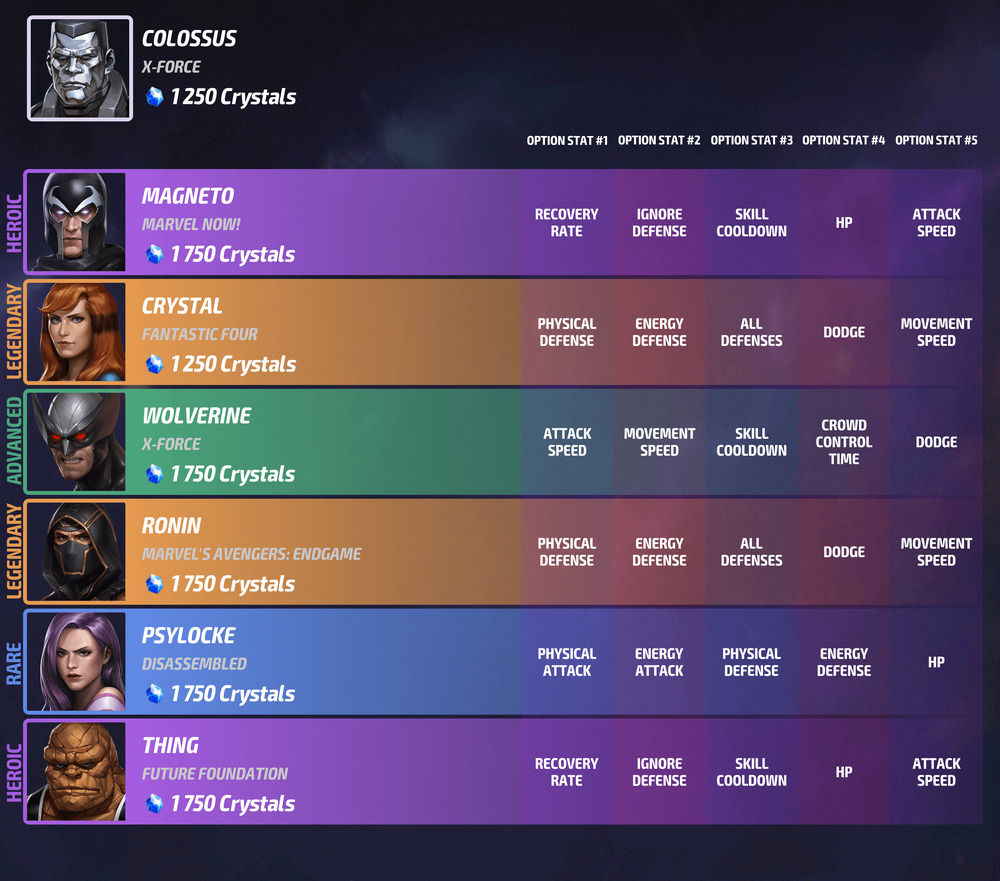 COLOSSUS
X-FORCE
1 250 Crystals
OPTION STAT #1 OPTION STAT #2 OPTION STAT #3 OPTION STAT #4 OPTION STAT #5
HEROIC
MAGNETO
MARVEL NOW!
1 750 Crystals
RECOVERY
RATE
IGNORE
DEFENSE
SKILL
COOLDOWN
HP
ATTACK
SPEED
LEGENDARY
CRYSTAL
FANTASTIC FOUR
1 250 Crystals
PHYSICAL
DEFENSE
ENERGY
DEFENSE
ALL
DEFENSES
DODGE
MOVEMENT
SPEED
ADVANCED
WOLVERINE
X-FORCE
1 750 Crystals
ATTACK
SPEED
MOVEMENT
SPEED
SKILL
COOLDOWN
CROWD
CONTROL
TIME
DODGE
LEGENDARY
RONIN
MARVEL'S AVENGERS: ENDGAME
1 750 Crystals
PHYSICAL
DEFENSE
ENERGY
DEFENSE
ALL
DEFENSES
DODGE
MOVEMENT
SPEED
RARE
PSYLOCKE
DISASSEMBLED
1 750 Crystals
PHYSICAL
ATTACK
ENERGY
ATTACK
PHYSICAL
DEFENSE
ENERGY
DEFENSE
HP
HEROIC
THING
FUTURE FOUNDATION
1 750 Crystals
RECOVERY
RATE
IGNORE
DEFENSE
SKILL
COOLDOWN
HP
ATTACK
SPEED